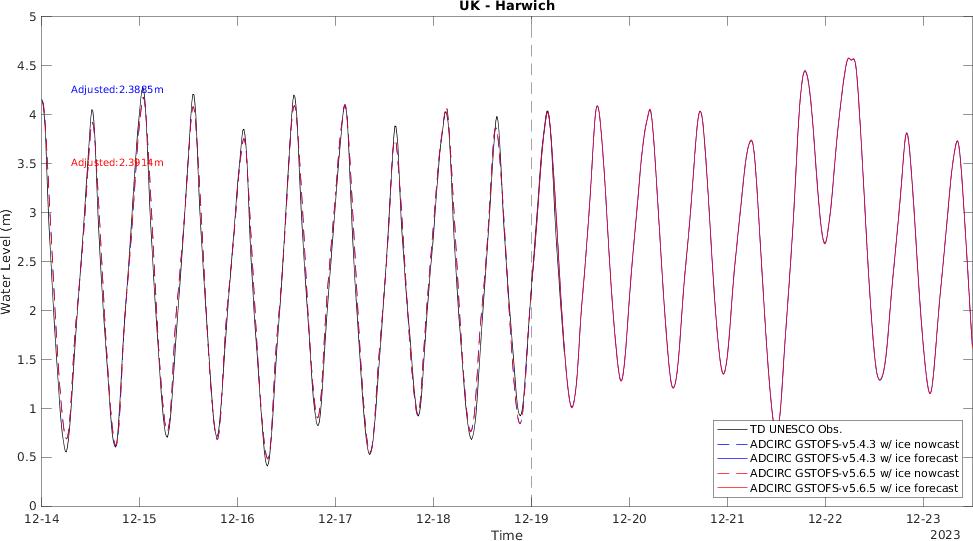 UK - Harwich
5
4.5
4
3.5
3
2.5
2
1.5
1
0.5
0
Water Level (m)
Adjusted:2.3885m
Adjusted:2.3914m
TD UNESCO Obs.
ADCIRC GSTOFS-v5.4.3 w/ ice nowcast
ADCIRC GSTOFS-v5.4.3 w/ ice forecast
ADCIRC GSTOFS-v5.6.5 w/ ice nowcast
ADCIRC GSTOFS-v5.6.5 w/ ice forecast
12-14 12-15 12-16 12-17 12-18 12-19 12-20 12-21 12-22 12-23
Time
2023